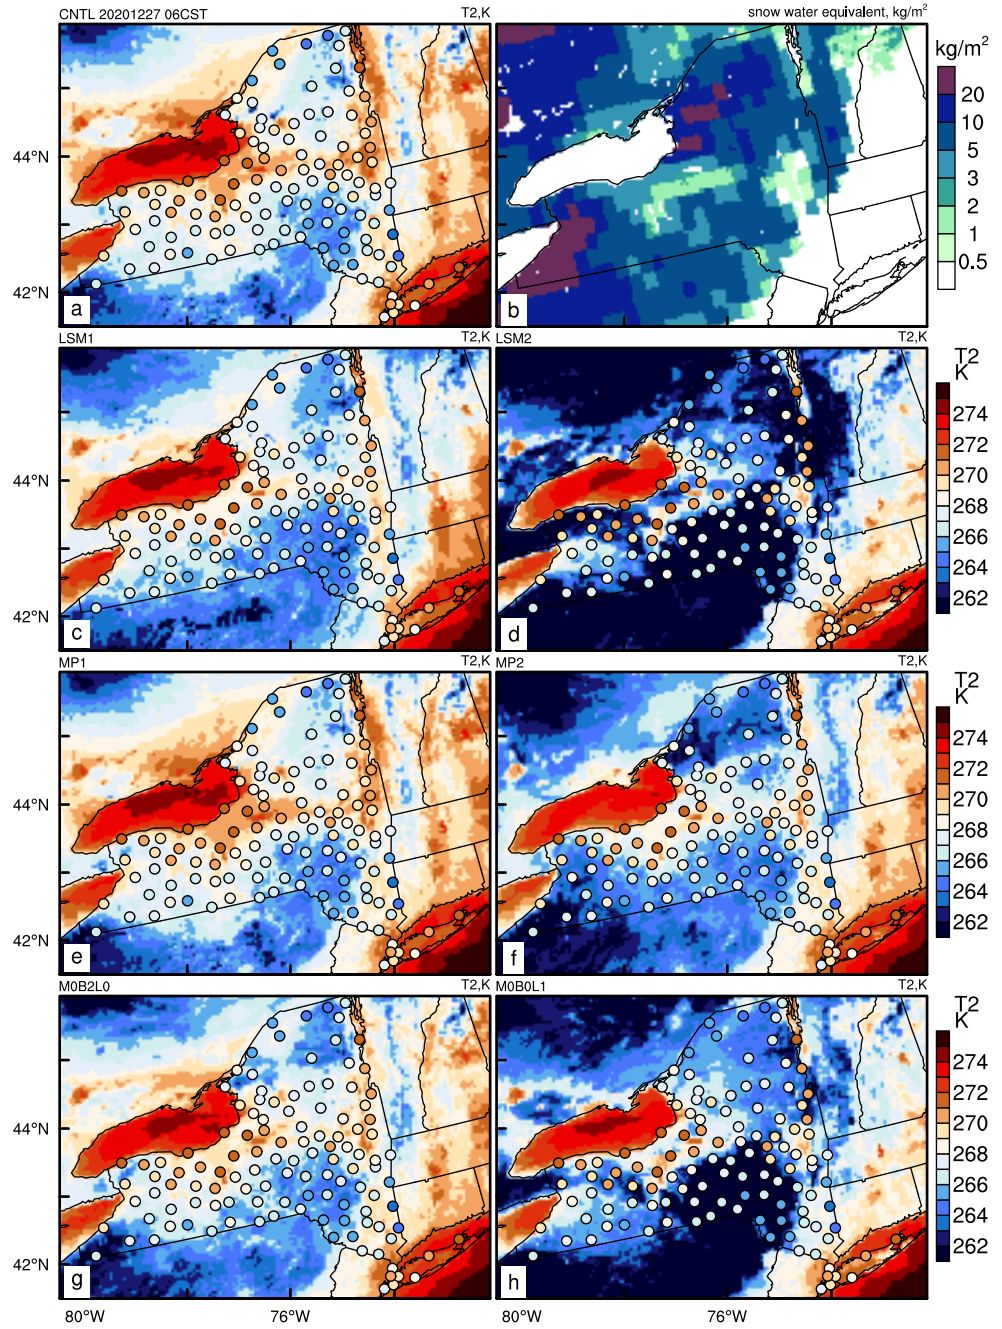 CNTL 20201227 06CST T2,K
snow water equivalent, kg/m²
kg/m²
20
10
5
3
2
1
0.5
44°N
42°N
a
b
LSM1 T2,K
LSM2 T2,K
T2
K
274
272
270
268
266
264
262
44°N
42°N
c
d
MP1 T2,K
MP2 T2,K
T2
K
274
272
270
268
266
264
262
44°N
42°N
e
f
M0B2L0 T2,K
M0B0L1 T2,K
T2
K
274
272
270
268
266
264
262
44°N
42°N
g
h
80°W 76°W
80°W 76°W